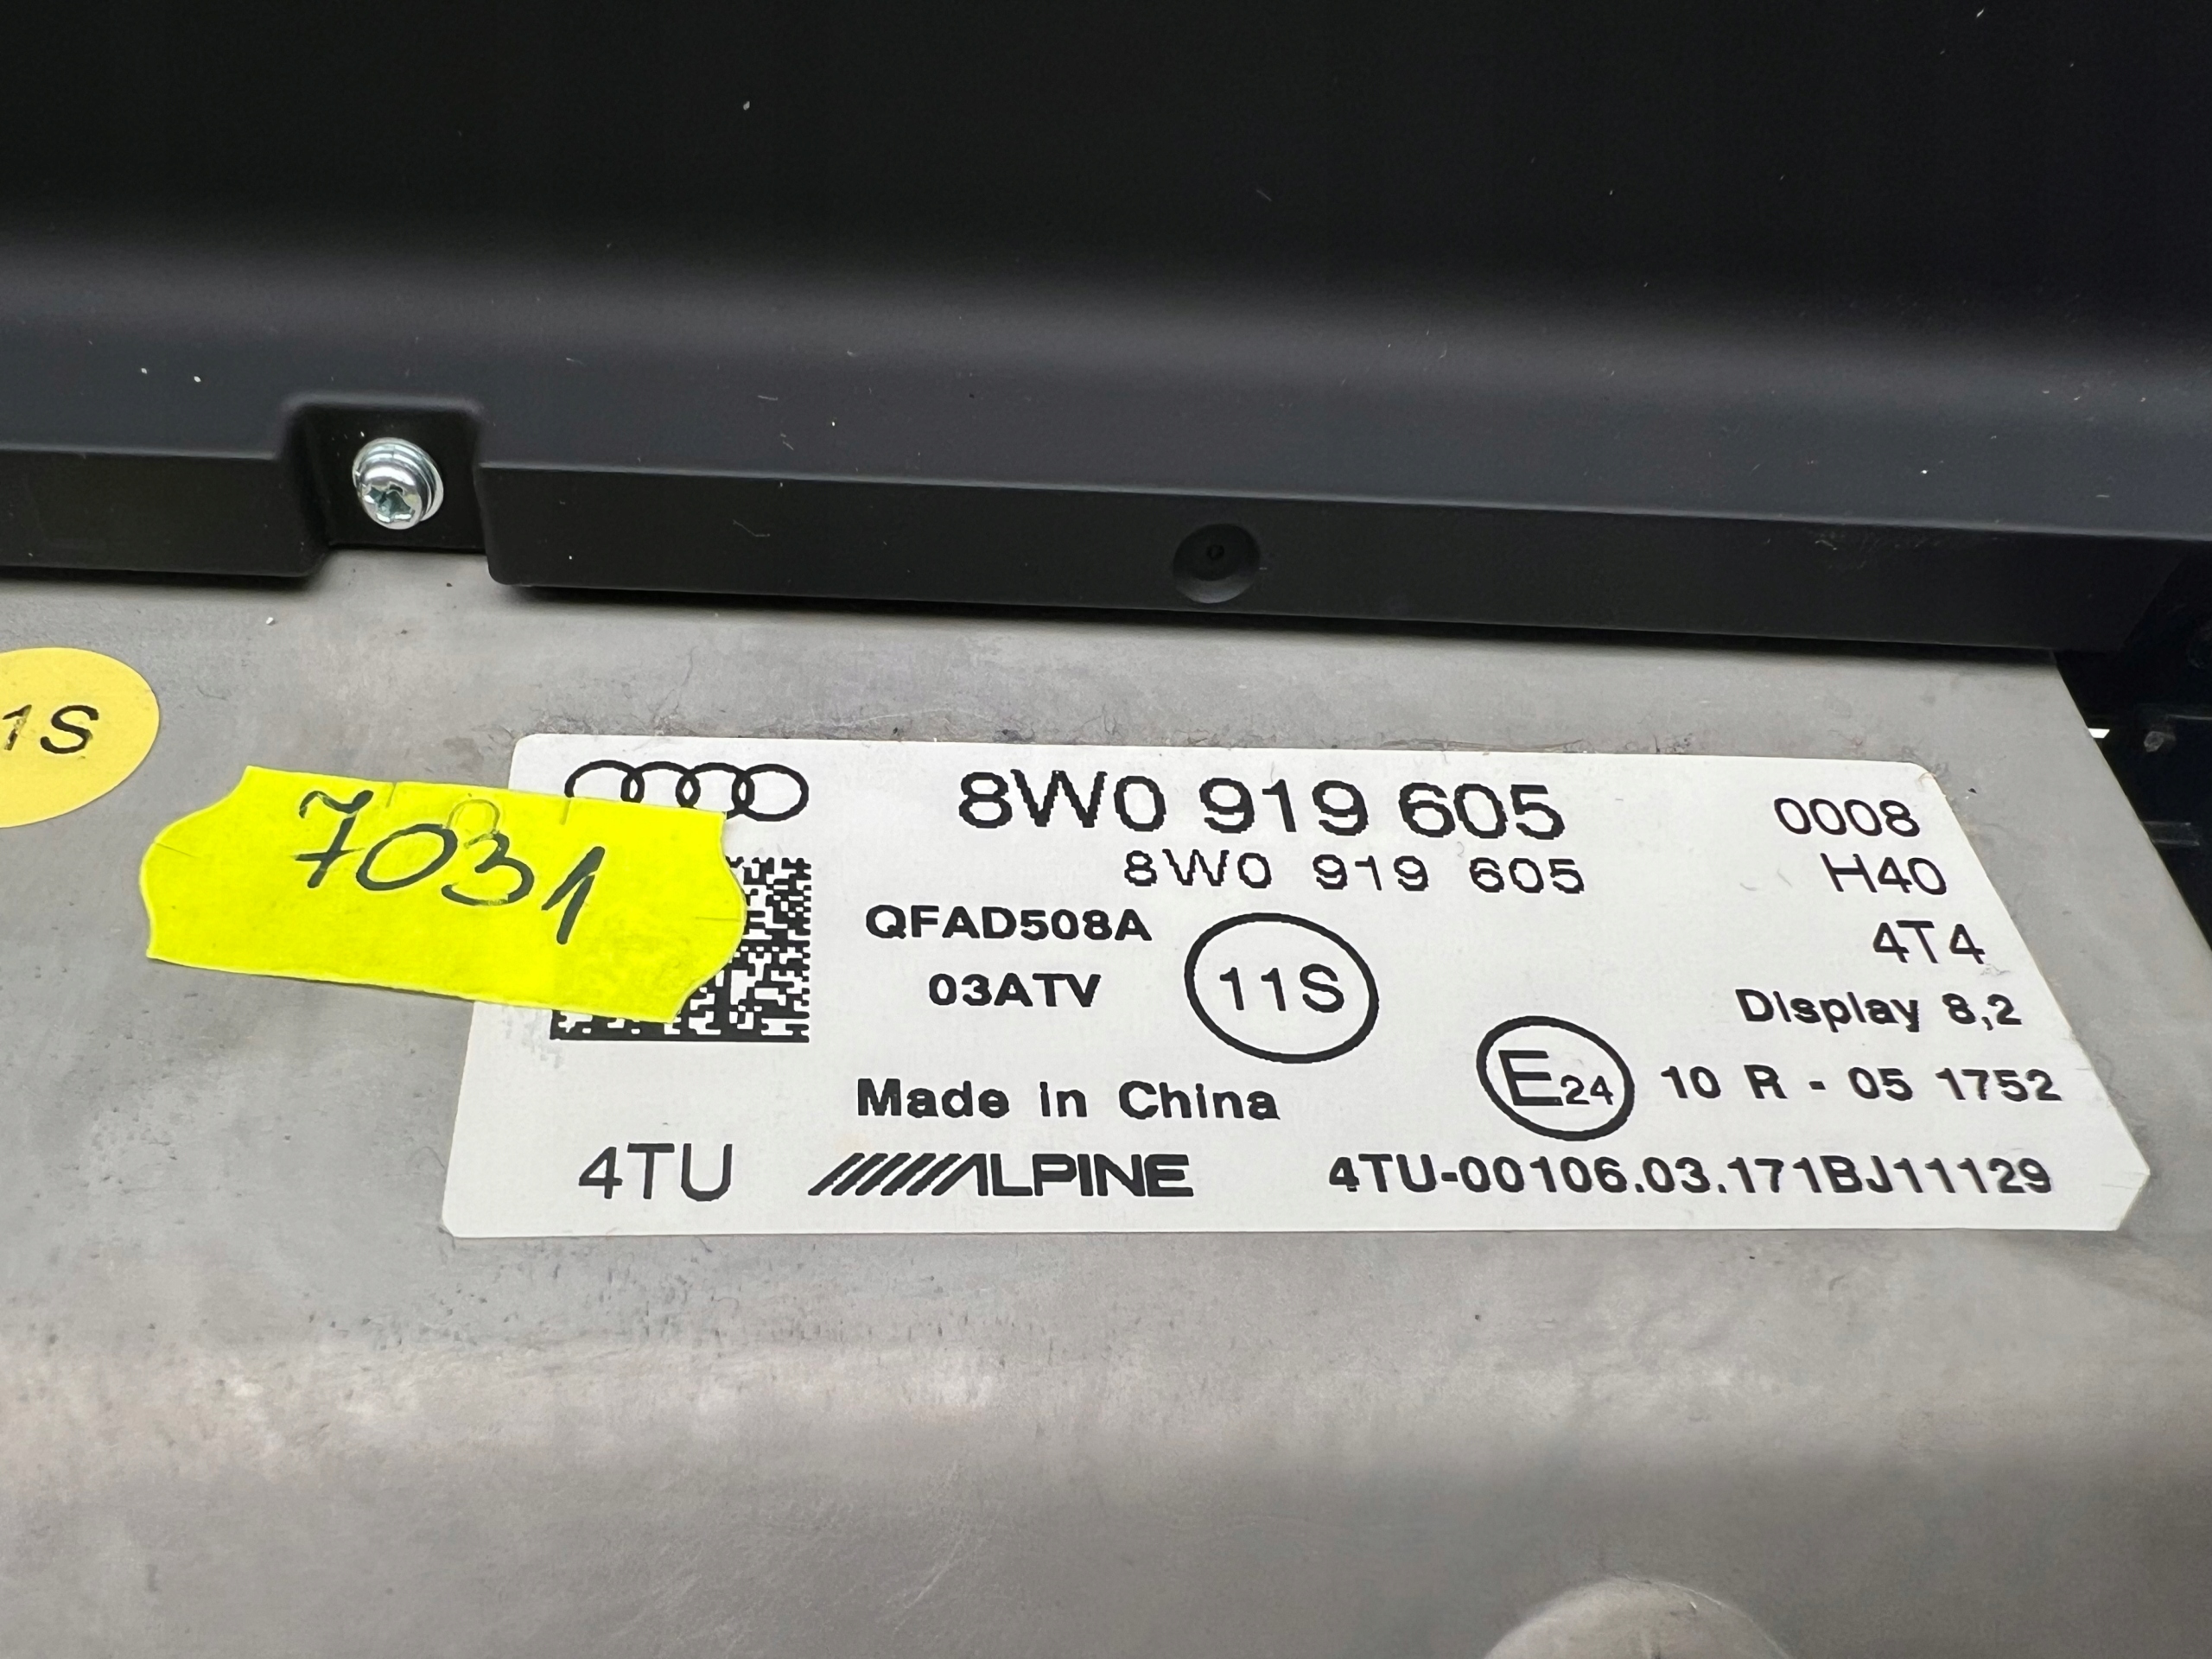 1S
7031
8W0 919 605
0008
8W0 919 605
H40
QFAD508A
4T4
03ATV
11S
Display 8,2
E24 10 R - 05 1752
Made in China
4TU
ALPINE
4TU-00106.03.171BJ11129